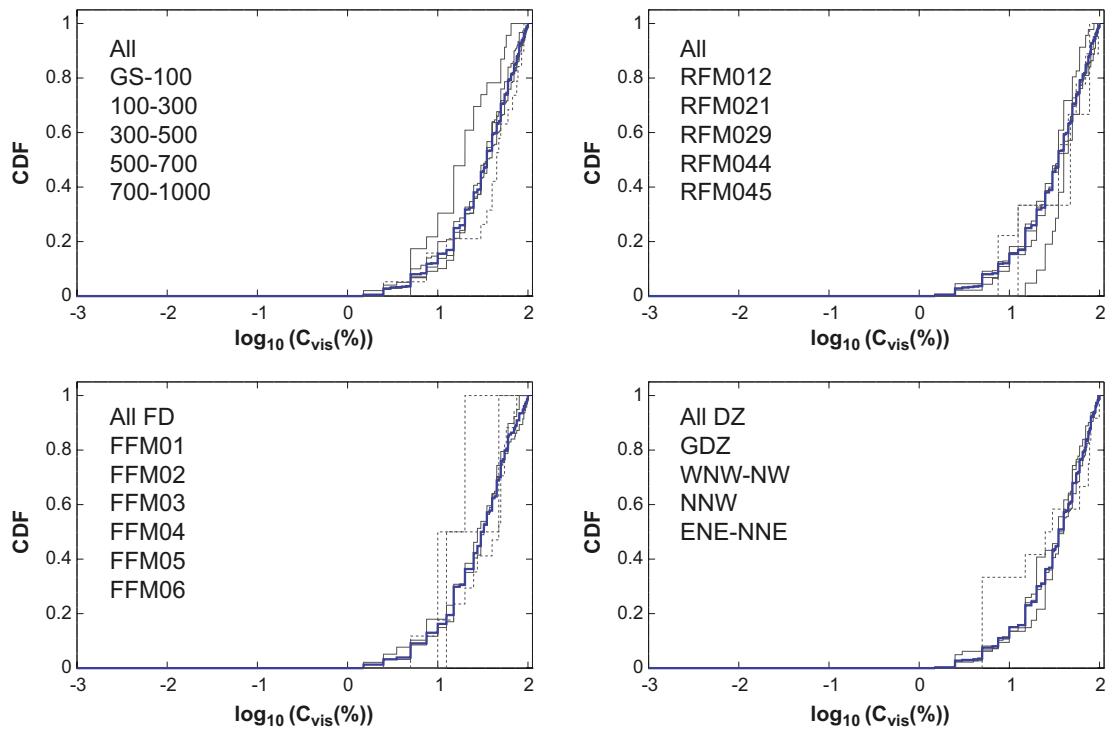 1
0.8
0.6
0.4
0.2
0
CDF
All
GS-100
100-300
300-500
500-700
700-1000
-3 -2 -1 0 1 2
log10 (Cvis(%))
1
0.8
0.6
0.4
0.2
0
CDF
All
RFM012
RFM021
RFM029
RFM044
RFM045
-3 -2 -1 0 1 2
log10 (Cvis(%))
1
0.8
0.6
0.4
0.2
0
CDF
All FD
FFM01
FFM02
FFM03
FFM04
FFM05
FFM06
-3 -2 -1 0 1 2
log10 (Cvis(%))
1
0.8
0.6
0.4
0.2
0
CDF
All DZ
GDZ
WNW-NW
NNW
ENE-NNE
-3 -2 -1 0 1 2
log10 (Cvis(%))